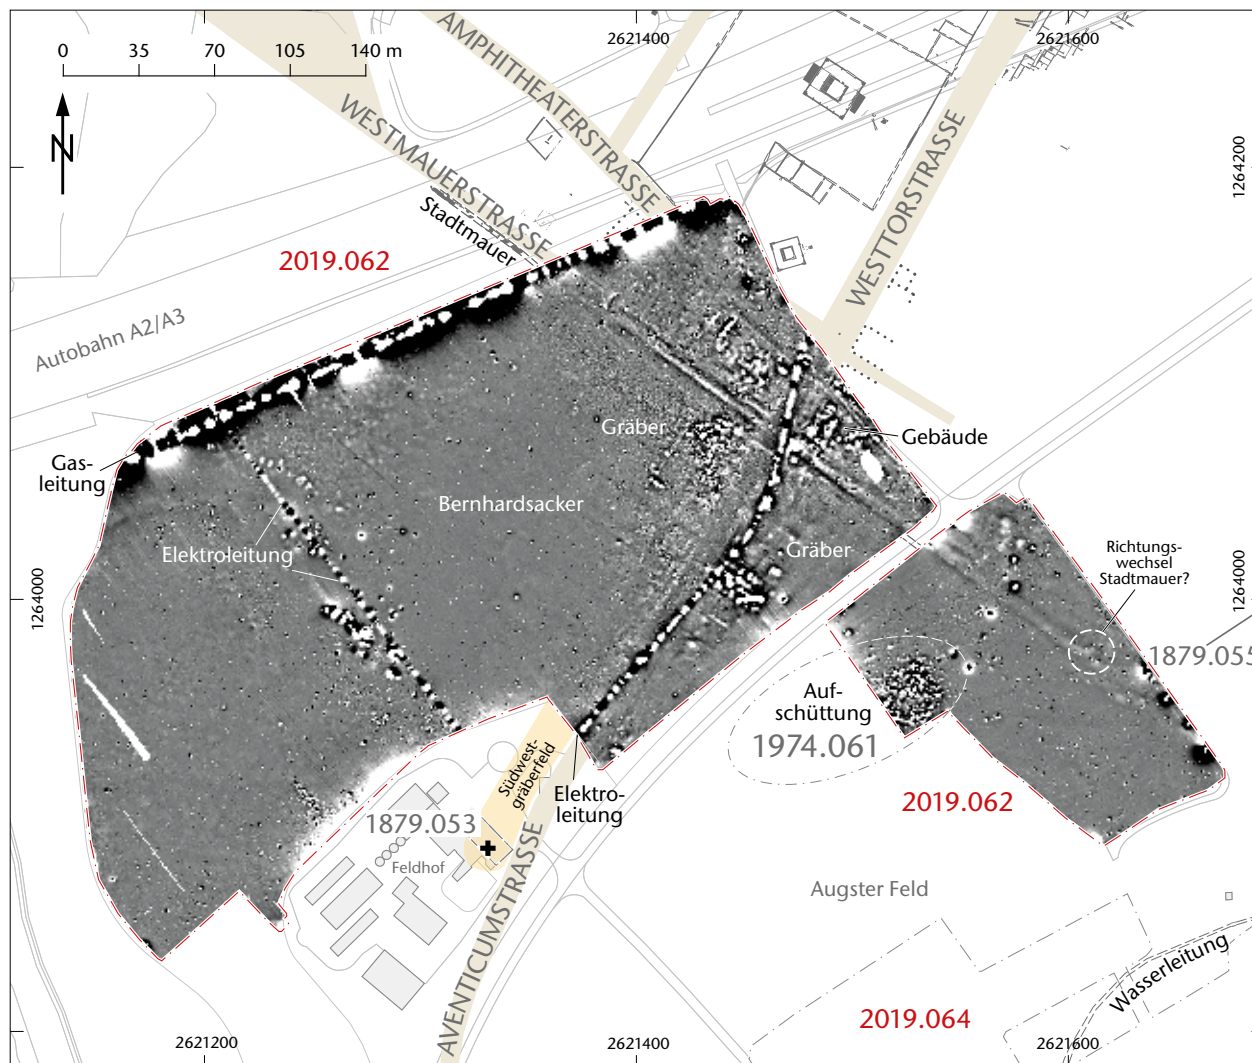 0 35 70 105 140 m
2621400
2621600
N
AMPHITHEATERSTRASSE
WESTMAUERSTRASSE
Stadtmauer
WESTTORSTRASSE
1264200
2019.062
Autobahn A2/A3
Gas-
leitung
Gräber
Gebäude
Bernhardsacker
Elektroleitung
Gräber
Richtungs-
wechsel
Stadtmauer?
1264000
1264000
1879.055
Auf-
schüttung
1974.061
Südwest-
gräberfeld
Elektro-
leitung
1879.053
Feldhof
2019.062
Augster Feld
AVENTICUMSTRASSE
Wasserleitung
2019.064
2621200
2621400
2621600